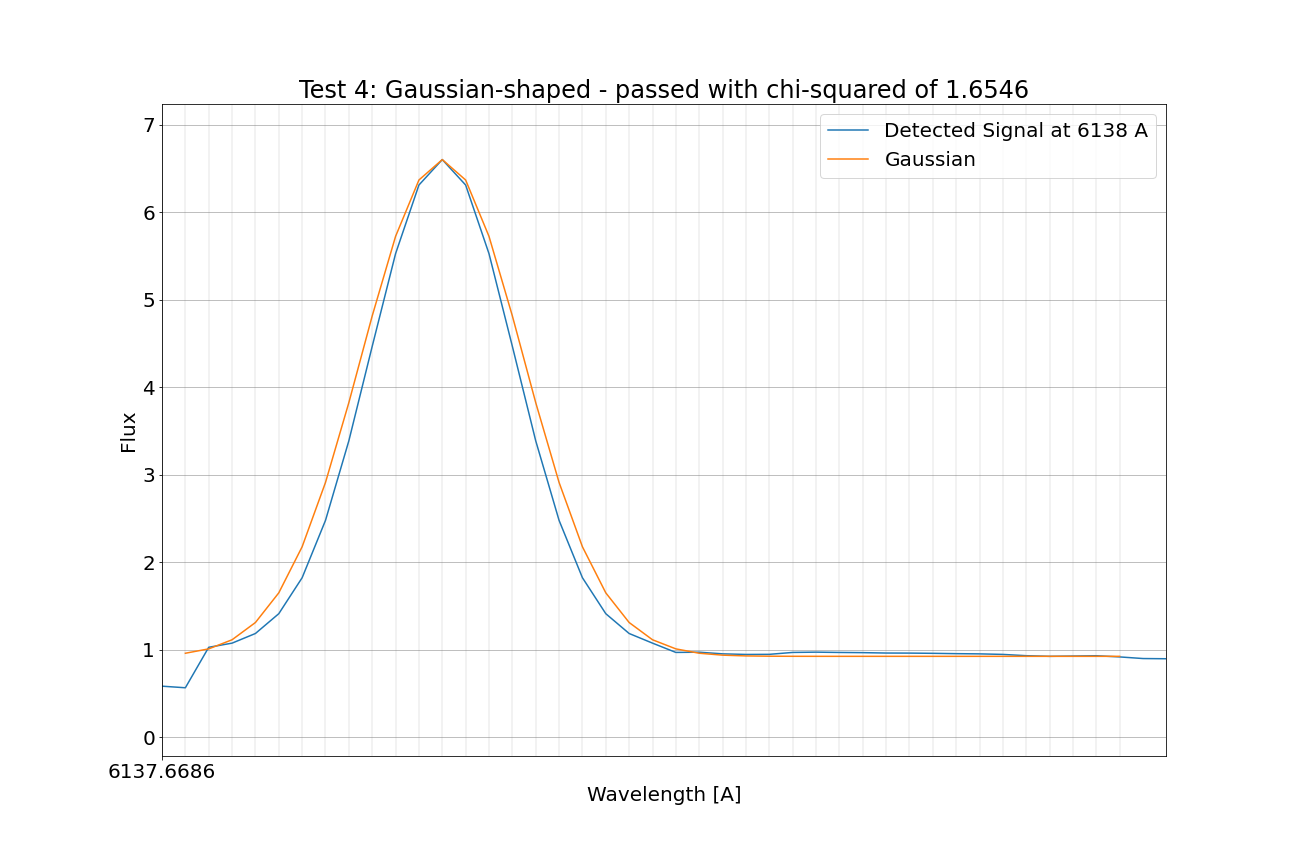 Test 4: Gaussian-shaped - passed with chi-squared of 1.6546
Detected Signal at 6138 A
Gaussian
7
6
5
4
3
2
1
0
Flux
6137.6686
Wavelength [A]